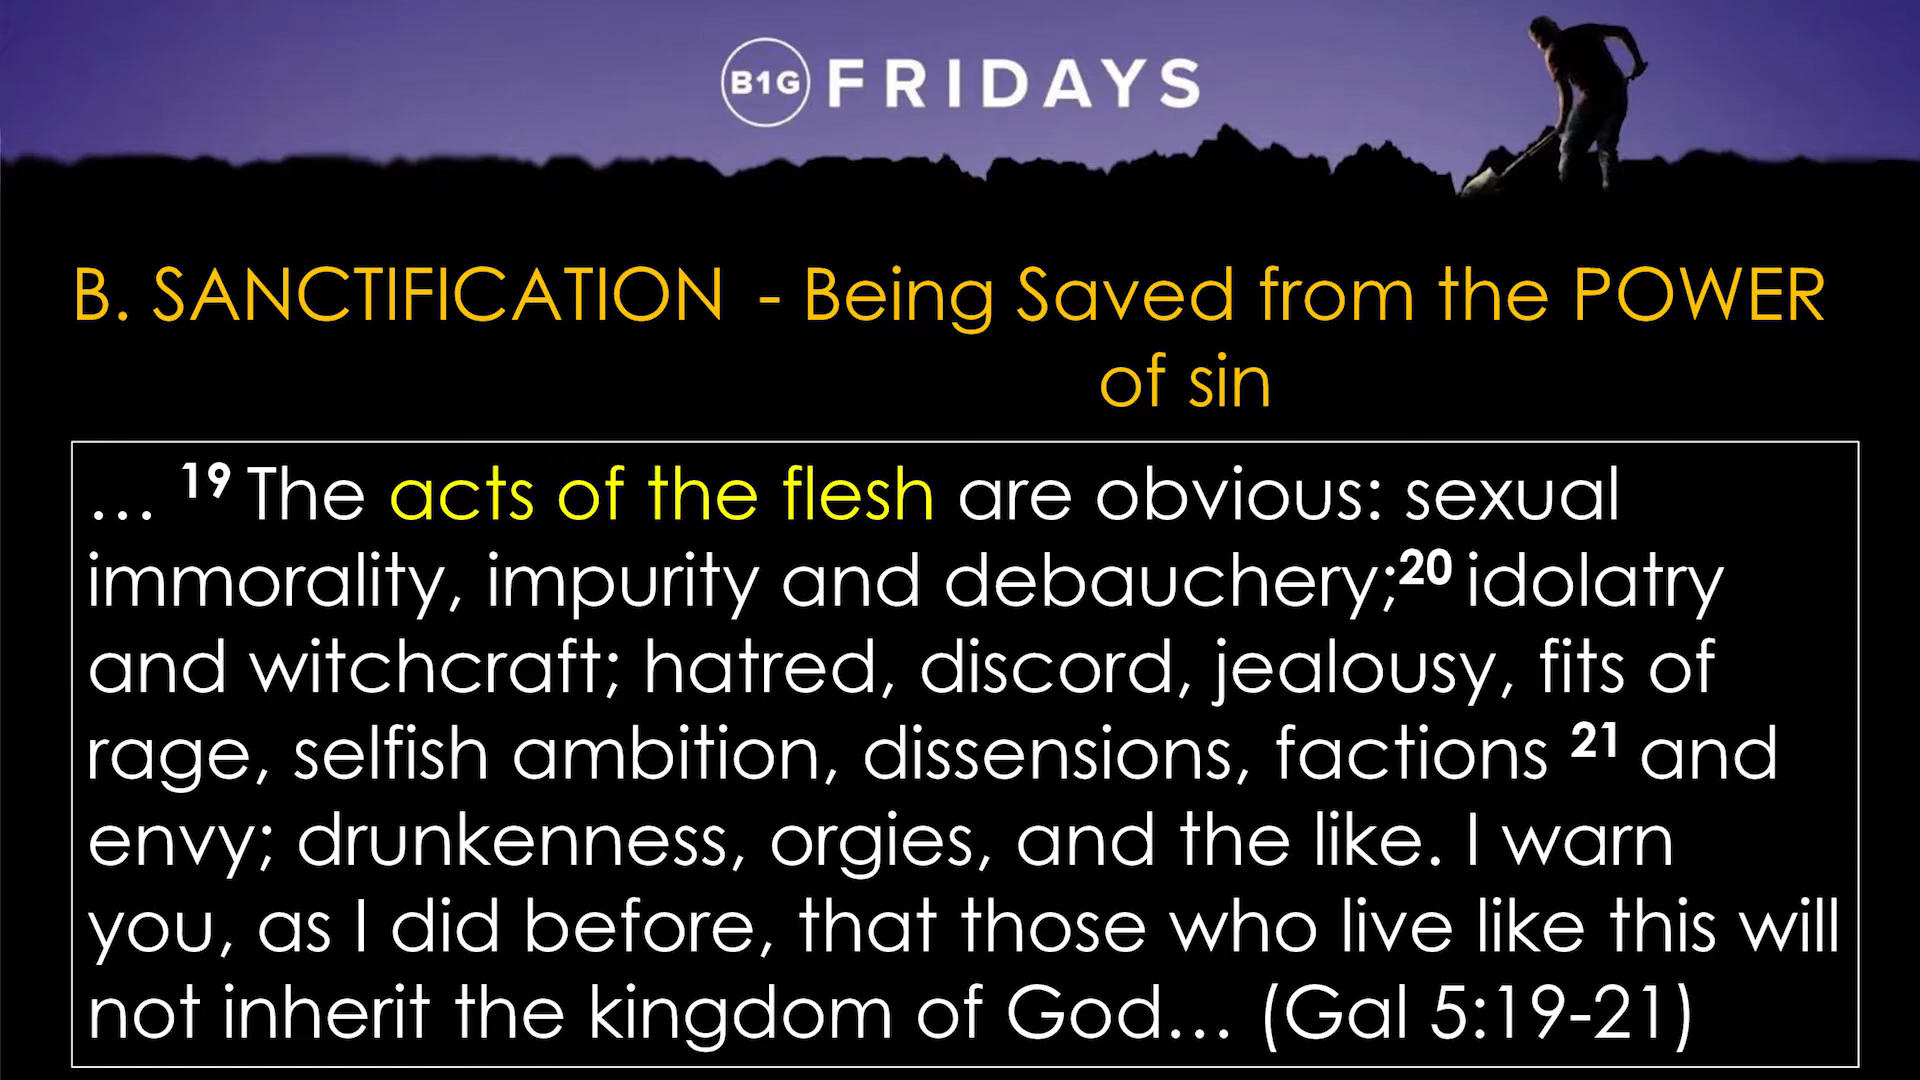 B1G FRIDAYS
B. SANCTIFICATION - Being Saved from the POWER
of sin
... 19 The acts of the flesh are obvious: sexual
immorality, impurity and debauchery;20 idolatry
and witchcraft; hatred, discord, jealousy, fits of
rage, selfish ambition, dissensions, factions 21 and
envy; drunkenness, orgies, and the like. I warn
you, as I did before, that those who live like this will
not inherit the kingdom of God... (Gal 5:19-21)